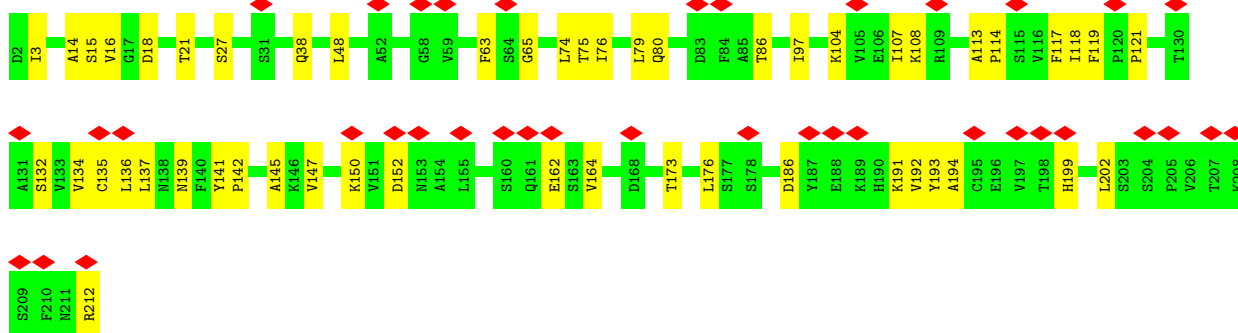 D2 I3 A14 S15 V16 G17 D18 T21 S27 S31 Q38 L48 A52 G58 V59 F63 S64 G65 L74 T75 I76 L79 Q80 D83 F84 A85 T86 I97 K104 V105 E106 I107 K108 R109 A113 P114 S115 V116 F117 I118 F119 P120 P121 T130
A131 S132 V133 V134 C135 L136 L137 N138 N139 F140 Y141 P142 A145 K146 V147 K150 V151 D152 N153 A154 L155 S160 Q161 E162 S163 V164 D168 T173 L176 S177 S178 D186 Y187 E188 K189 H190 K191 V192 Y193 A194 C195 E196 V197 T198 H199 L202 S203 S204 P205 V206 T207 K208
S209 F210 N211 R212